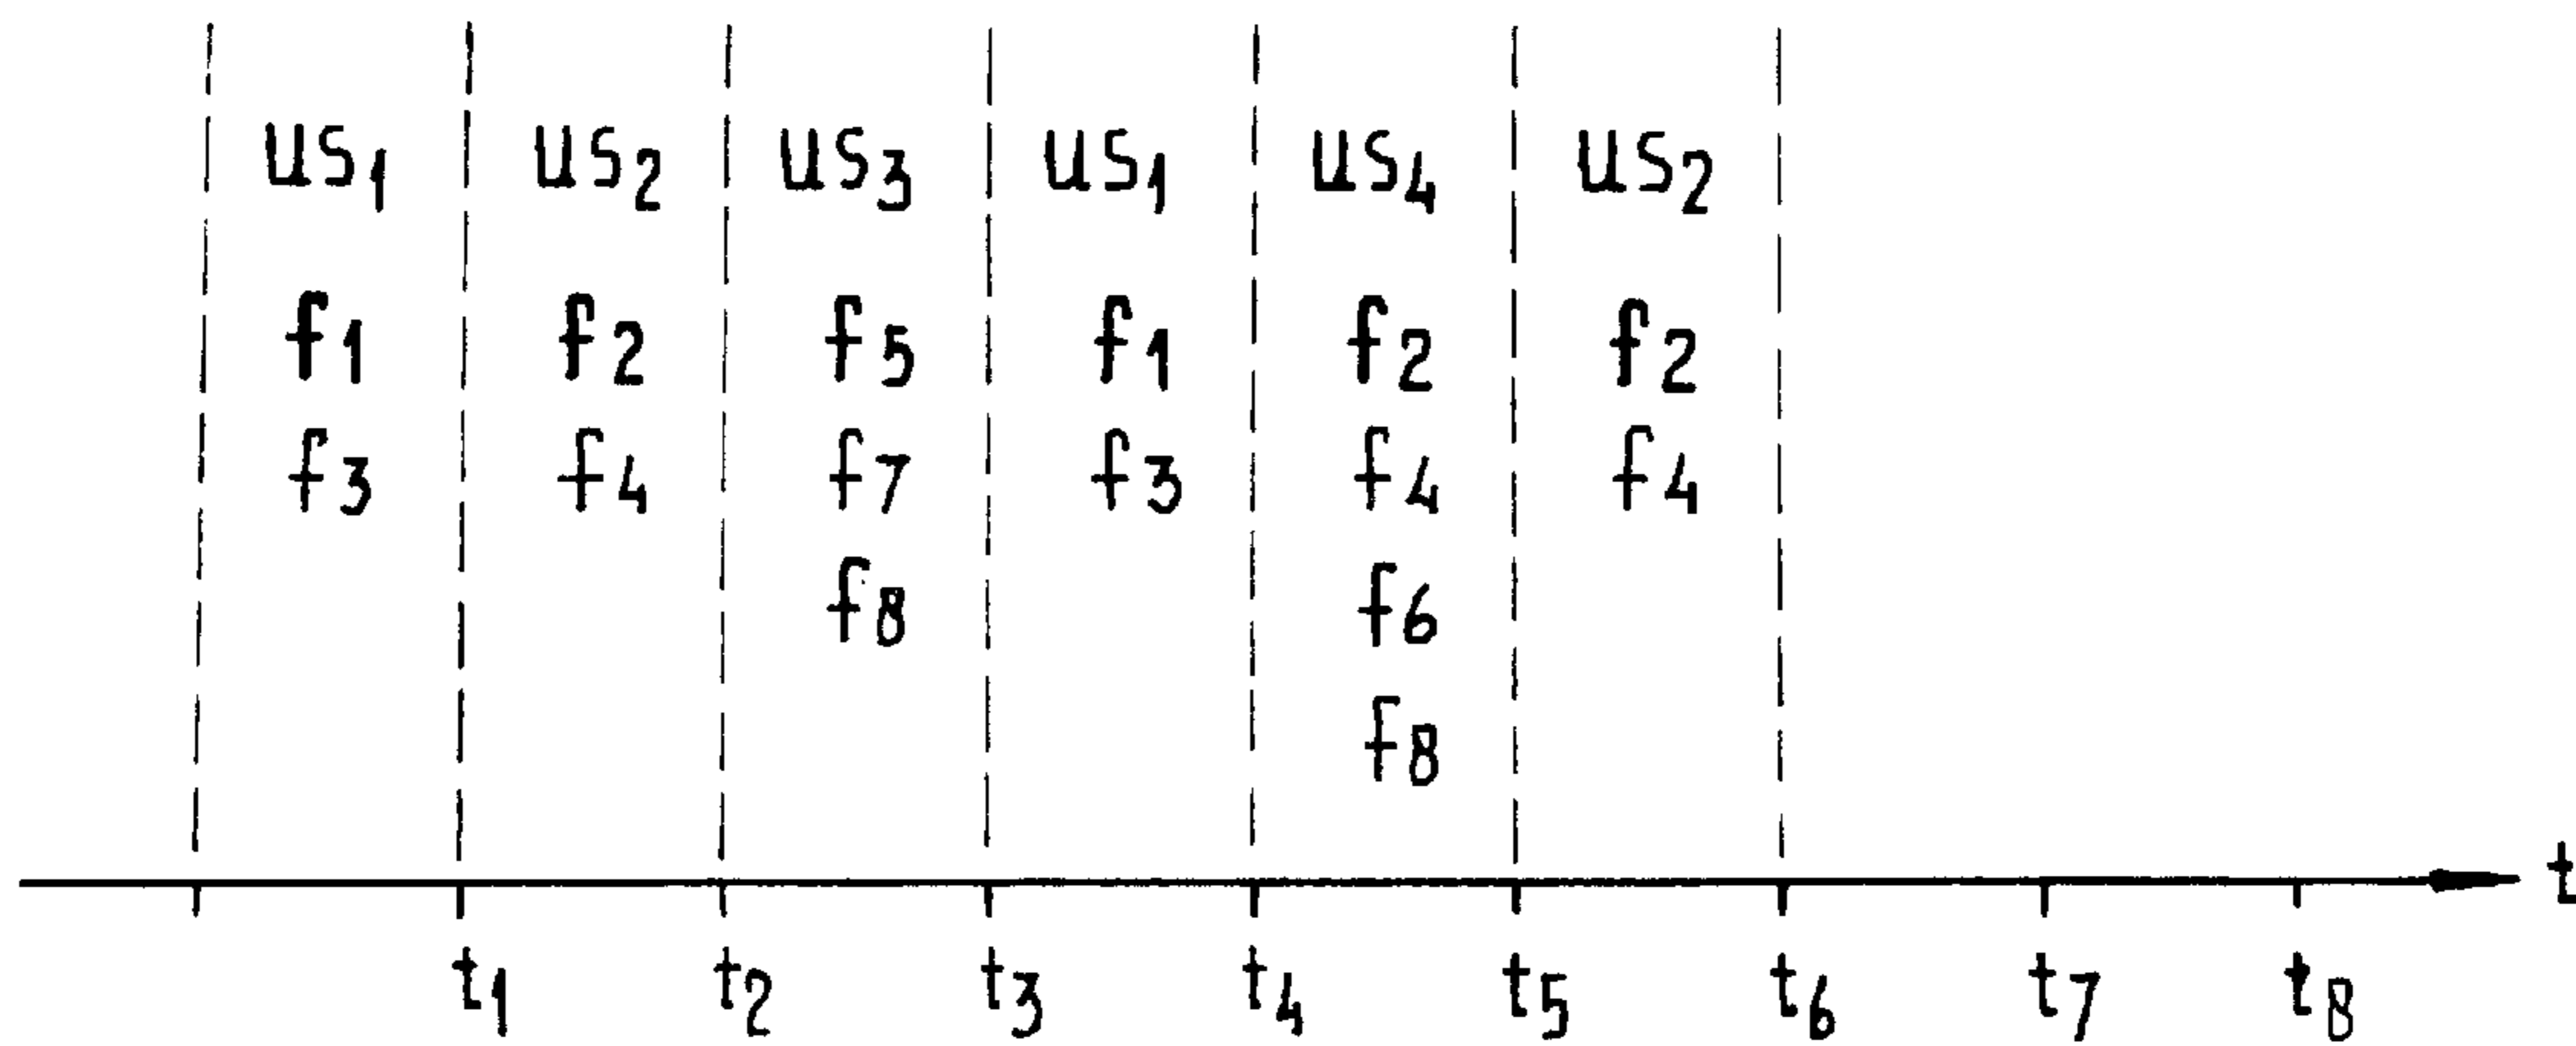 us₁ us₂ us₃ us₁ us₄ us₂
f₁ f₂ f₅ f₁ f₂ f₂
f₃ f₄ f₇ f₃ f₄ f₄
f₈ f₆
f₈
t
t₁ t₂ t₃ t₄ t₅ t₆ t₇ t₈